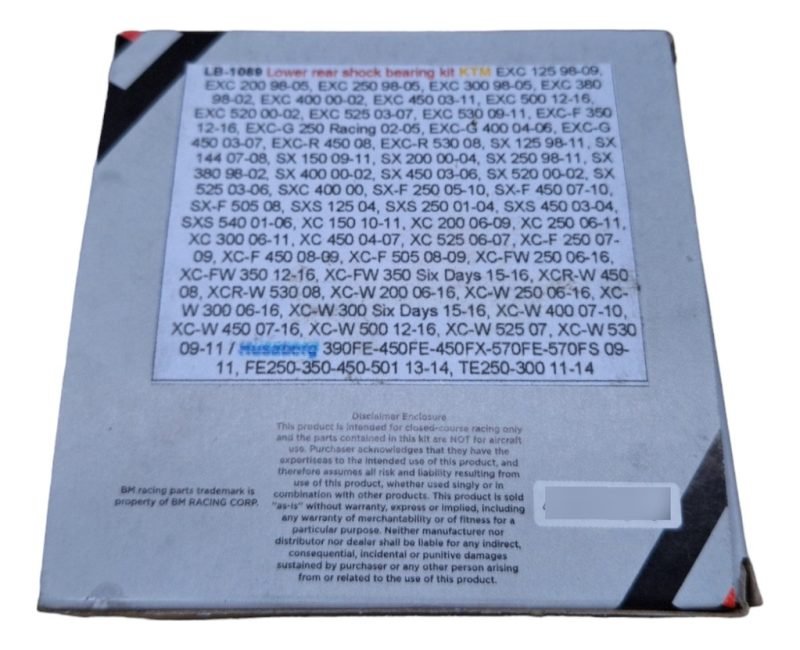 LB-1089 Lower rear shock bearing kit KTM EXC 125 98-09,
EXC 200 98-05, EXC 250 98-05, EXC 300 98-05, EXC 380
98-02, EXC 400 00-02, EXC 450 03-11, EXC 500 12-16,
EXC 520 00-02, EXC 525 03-07, EXC 530 09-11, EXC-F 350
12-16, EXC-G 250 Racing 02-05, EXC-G 400 04-06, EXC-G
450 03-07, EXC-R 450 08, EXC-R 530 08, SX 125 98-11, SX
144 07-08, SX 150 09-11, SX 200 00-04, SX 250 98-11, SX
380 98-02, SX 400 00-02, SX 450 03-06, SX 520 00-02, SX
525 03-06, SXC 400 00, SX-F 250 05-10, SX-F 450 07-10,
SX-F 505 08, SXS 125 04, SXS 250 01-04, SXS 450 03-04,
SXS 540 01-06, XC 150 10-11, XC 200 06-09, XC 250 06-11,
XC 300 06-11, XC 450 04-07, XC 525 06-07, XC-F 250 07-
09, XC-F 450 08-09, XC-F 505 08-09, XC-FW 250 06-16,
XC-FW 350 12-16, XC-FW 350 Six Days 15-16, XCR-W 450
08, XCR-W 530 08, XC-W 200 06-16, XC-W 250 06-16, XC-
W 300 06-16, XC-W 300 Six Days 15-16, XC-W 400 07-10,
XC-W 450 07-16, XC-W 500 12-16, XC-W 525 07, XC-W 530
09-11 / Husaberg 390FE-450FE-450FX-570FE-570FS 09-
11, FE250-350-450-501 13-14, TE250-300 11-14
Disclaimer Enclosure
This product is intended for closed-course racing only
and the parts contained in this kit are NOT for aircraft
use. Purchaser acknowledges that they have the
expertiseas to the intended use of this product, and
therefore assumes all risk and liability resulting from
use of this product, whether used singly or in
combination with other products. This product is sold
"as-is" without warranty, express or implied, including
any warranty of merchantability or of fitness for a
particular purpose. Neither manufacturer nor
distributor nor dealer shall be liable for any indirect,
consequential, incidental or punitive damages
sustained by purchaser or any other person arising
from or related to the use of this product.
BM racing parts trademark is
property of BM RACING CORP.